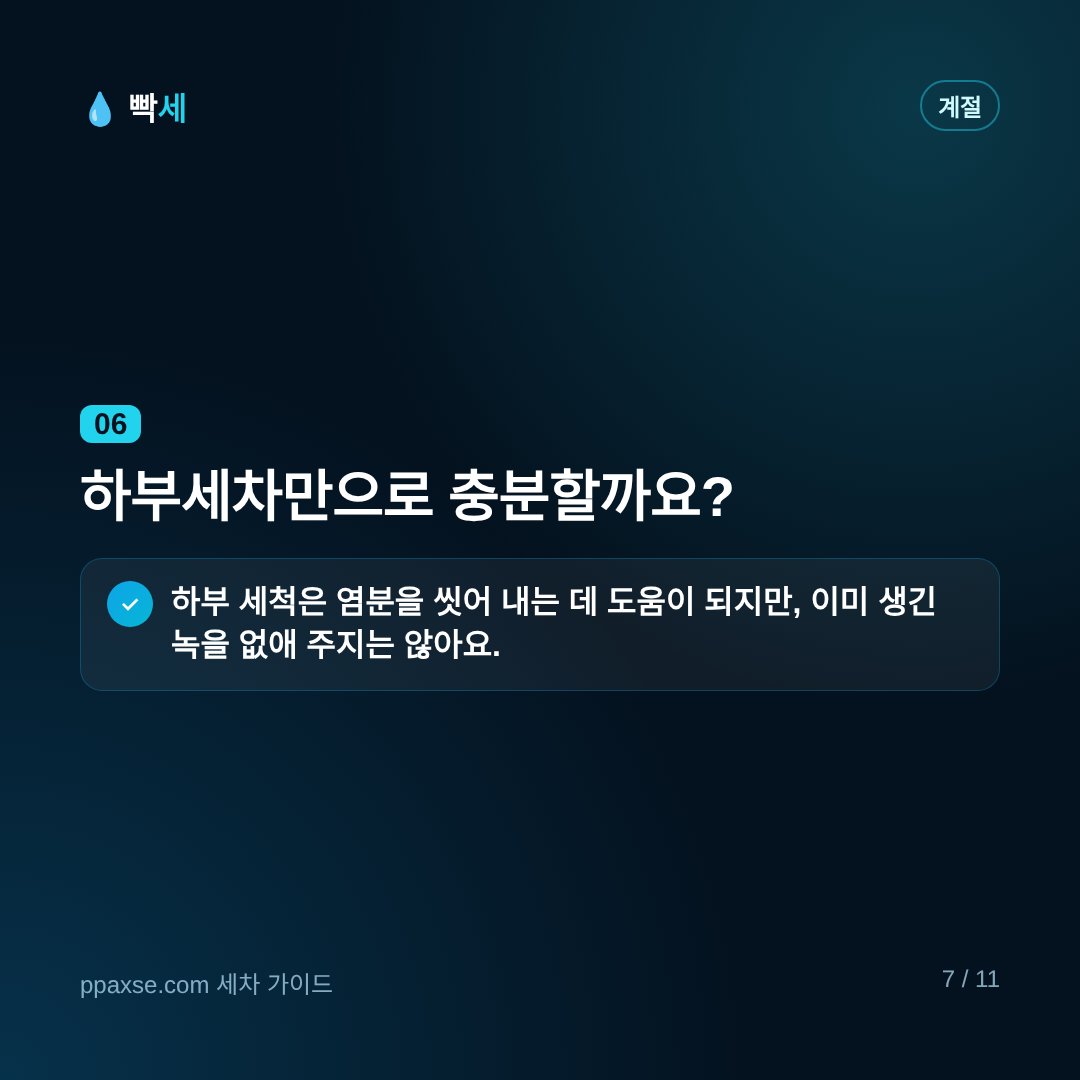 빡세
계절
06
하부세차만으로 충분할까요?
하부 세척은 염분을 씻어 내는 데 도움이 되지만, 이미 생긴
녹을 없애 주지는 않아요.
ppaxse.com 세차 가이드
7 / 11